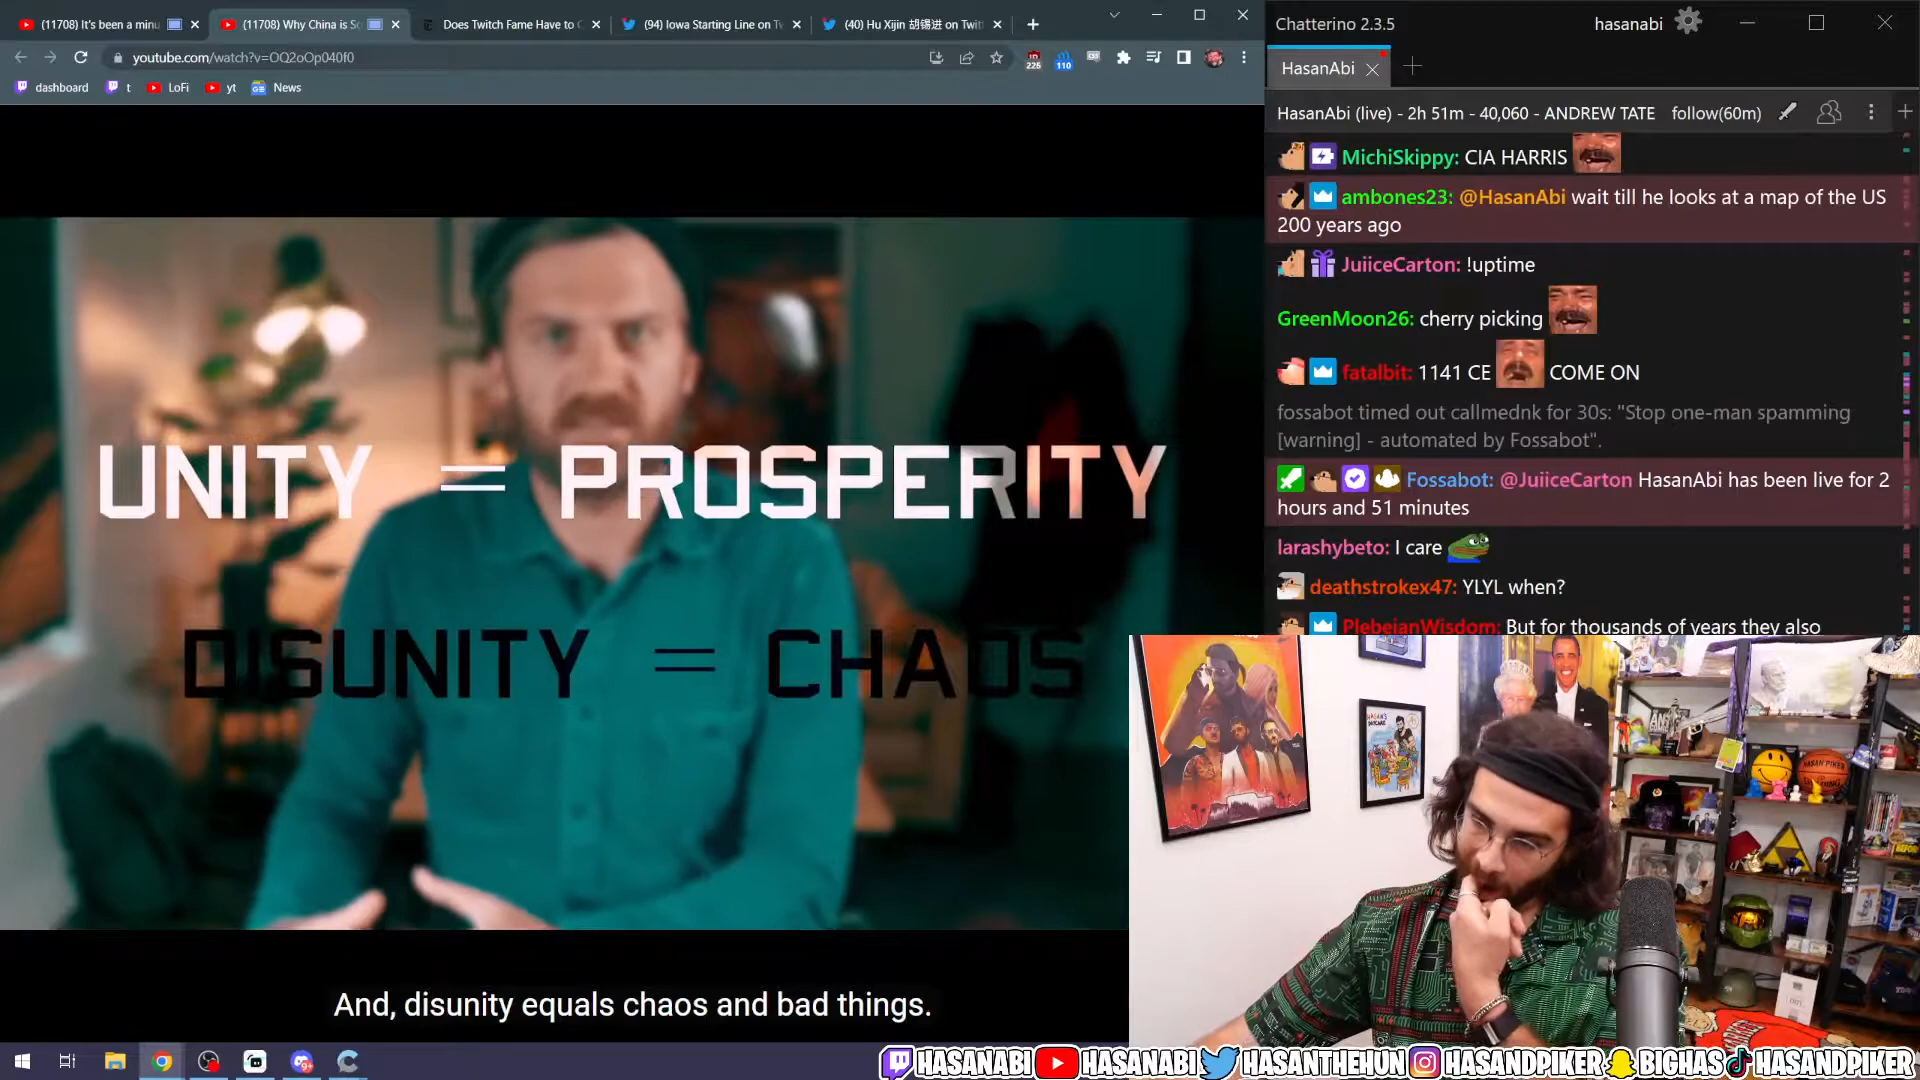 (11708) It's been a minu
(11708) Why China is So
Does Twitch Fame Have to C
(94) Iowa Starting Line on Tw
(40) Hu Xijin 胡锡进 on Twitt
youtube.com/watch?v=OQ2oOp040f0
226
110
dashboard
t
LoFi
yt
News
UNITY = PROSPERITY
DISUNITY = CHAOS
And, disunity equals chaos and bad things.
Chatterino 2.3.5
hasanabi
HasanAbi
HasanAbi (live) - 2h 51m - 40,060 - ANDREW TATE
follow(60m)
MichiSkippy: CIA HARRIS
ambones23: @HasanAbi wait till he looks at a map of the US
200 years ago
JuiiceCarton: !uptime
GreenMoon26: cherry picking
fatalbit: 1141 CE COME ON
fossabot timed out callmednk for 30s: "Stop one-man spamming
[warning] - automated by Fossabot".
Fossabot: @JuiiceCarton HasanAbi has been live for 2
hours and 51 minutes
larashybeto: I care
deathstrokex47: YLYL when?
PlebeianWisdom: But for thousands of years they also
HASANABI
HASANABI
HASANTHEHUN
HASANDPIKER
BIGHAS
HASANDPIKER